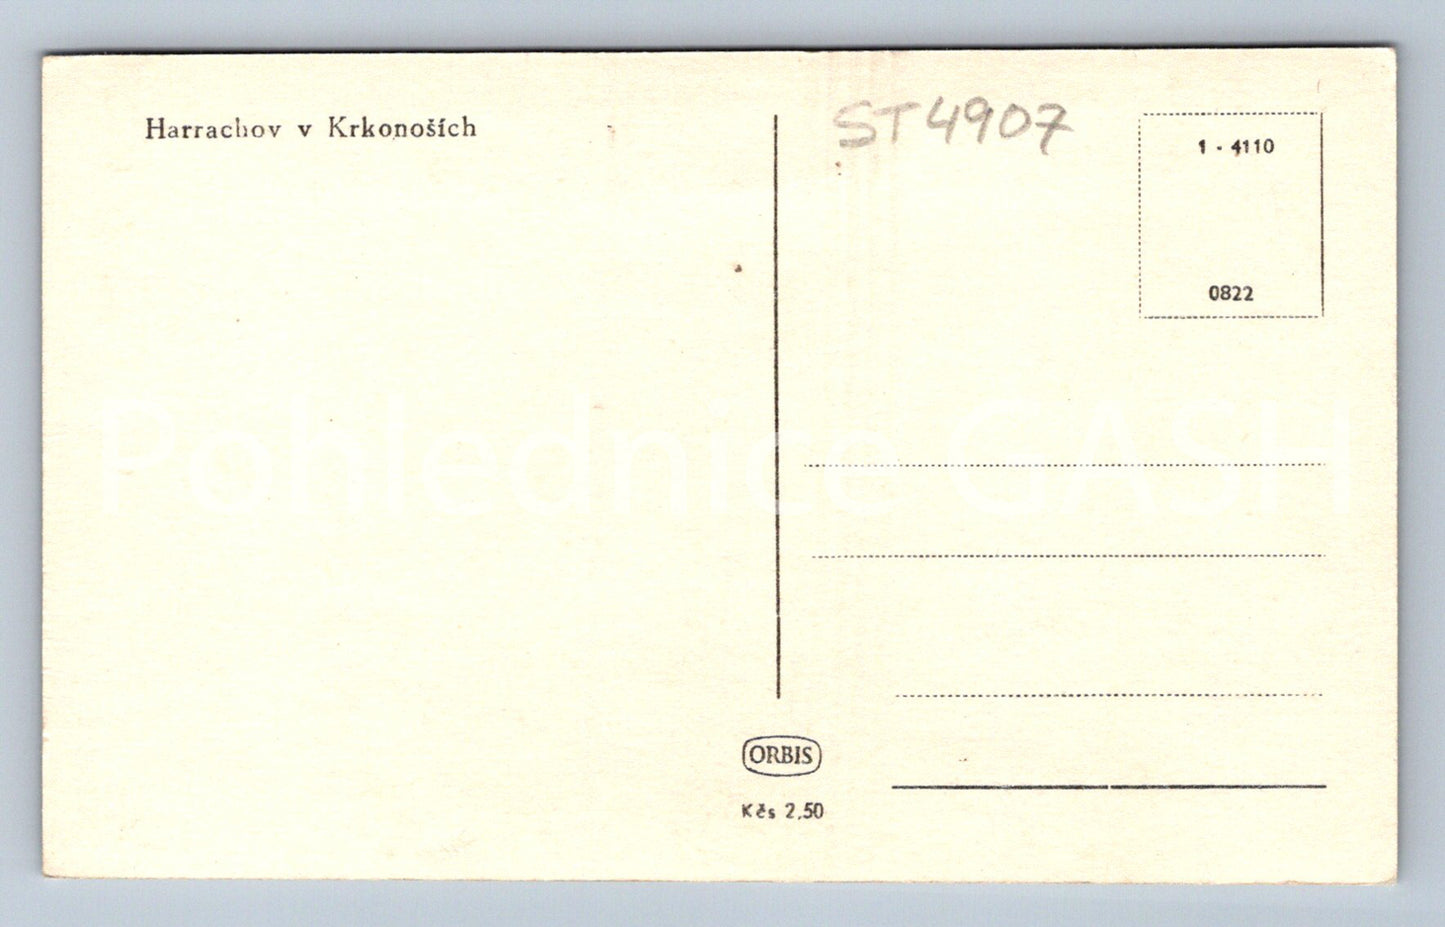 Harrachov v Krkonoších
ST4907
1 - 4110
0822
Pohlednice GASH
ORBIS
Kčs 2,50